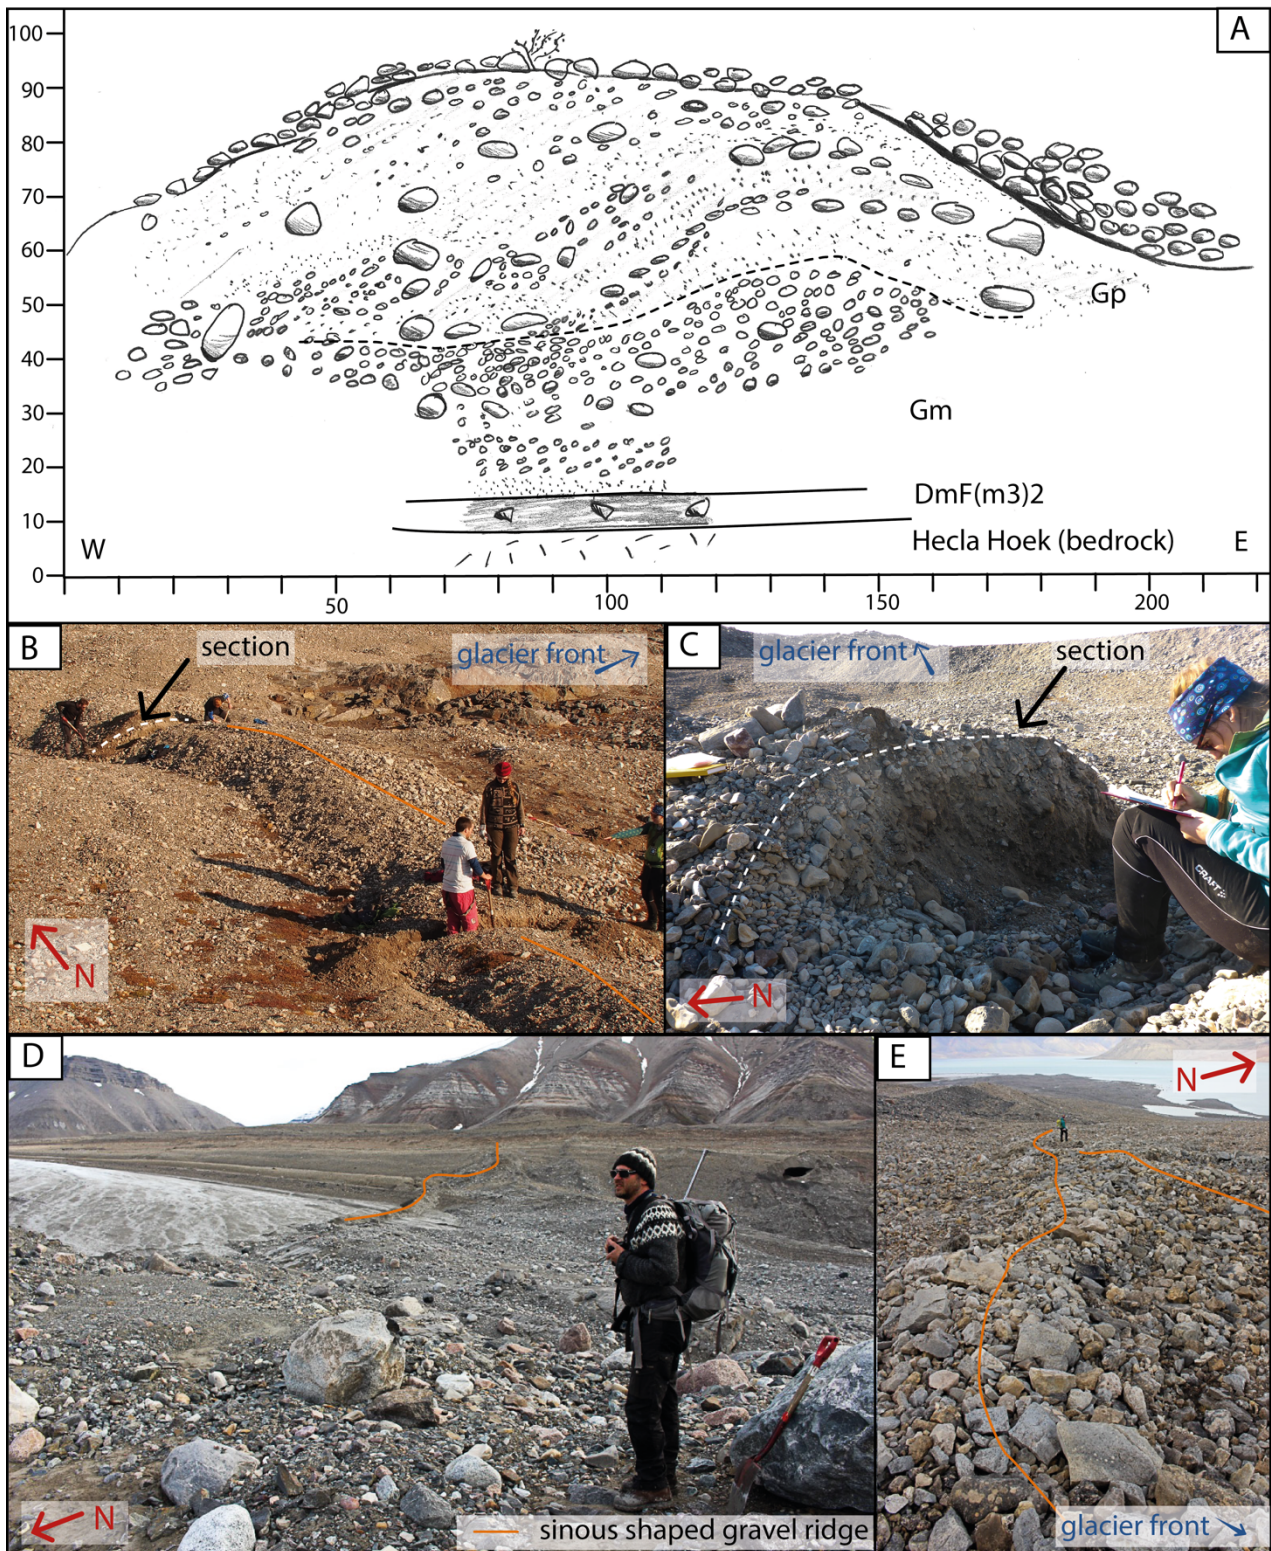 A
100
90
80
70
60
50
40
30
20
10
0
Gp
Gm
DmF(m3)2
Hecla Hoek (bedrock)
W
E
50
100
150
200
B
section
glacier front
N
C
glacier front
section
CRAFT
N
D
N
sinous shaped gravel ridge
E
N
glacier front